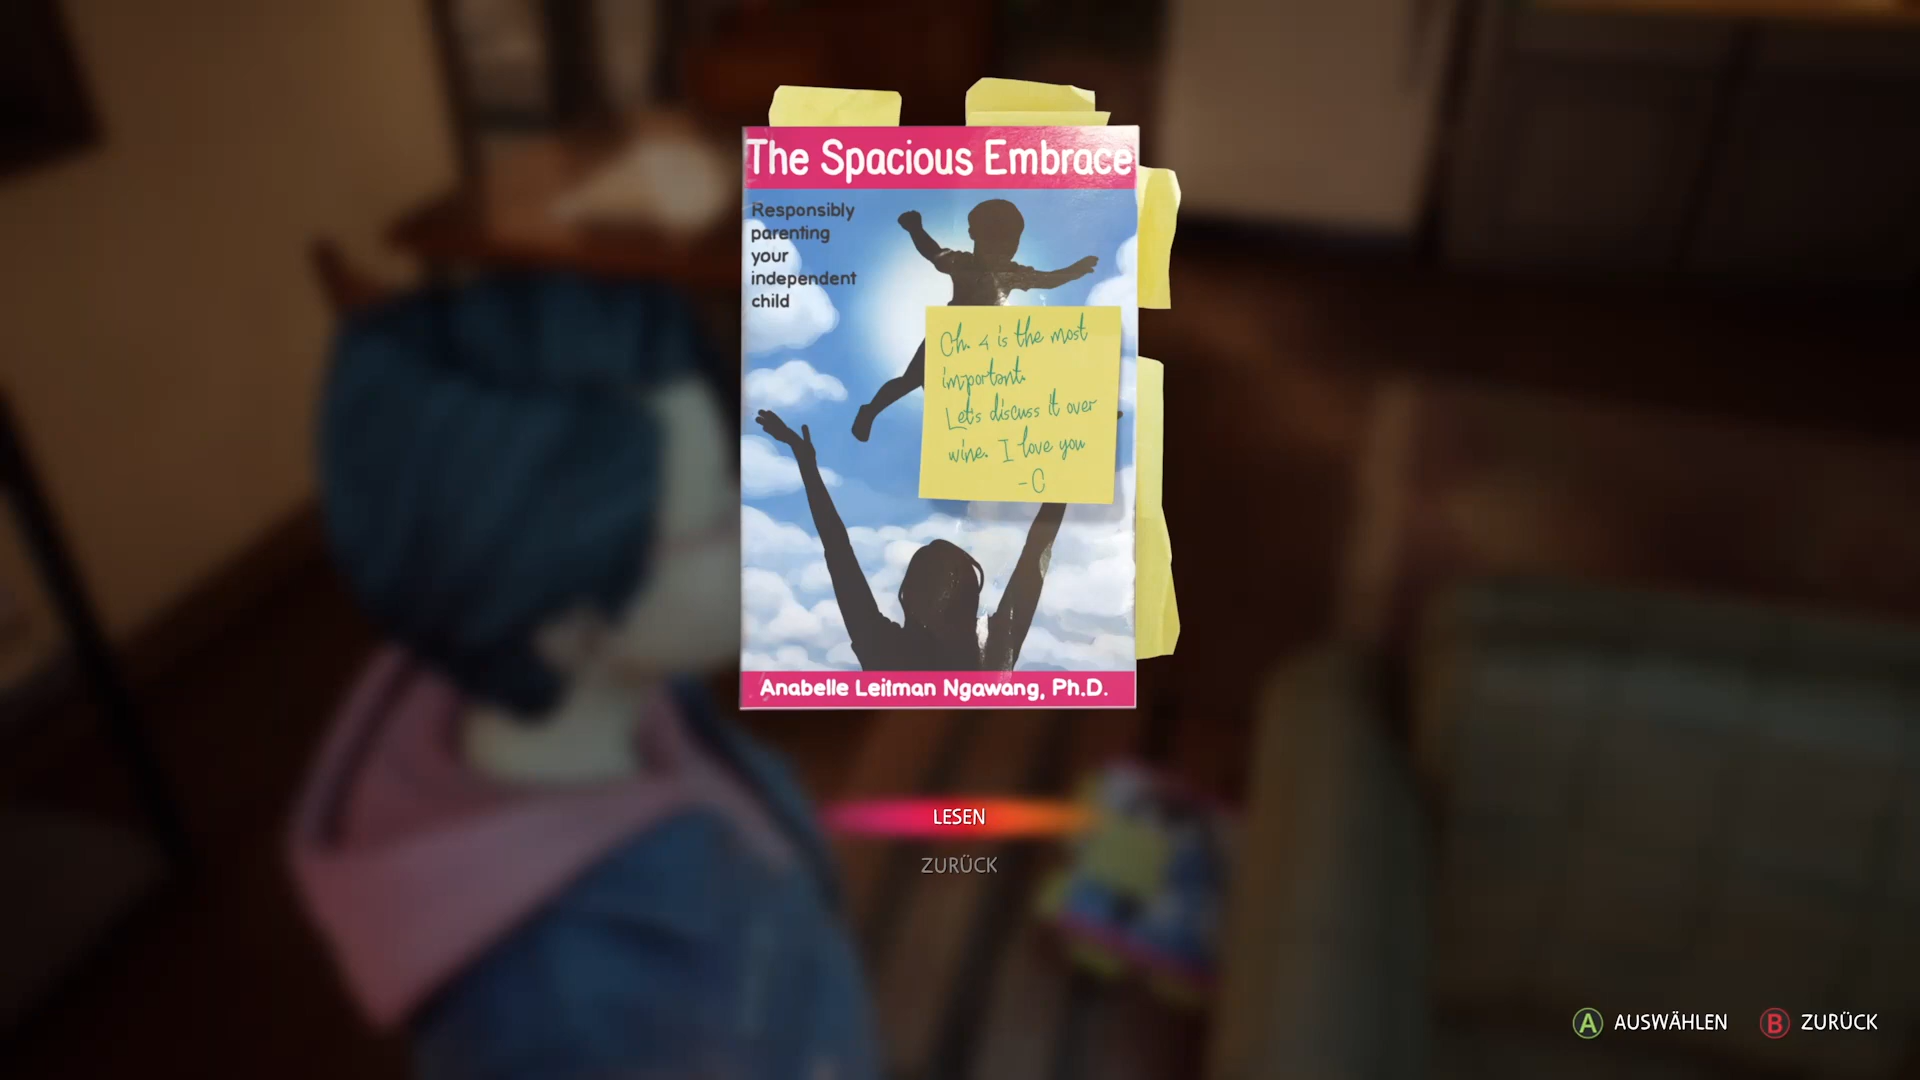 The Spacious Embrace
Responsibly
parenting
your
independent
child
Ch. 4 is the most
important.
Let's discuss it over
wine. I love you
-C
Anabelle Leitman Ngawang, Ph.D.
LESEN
ZURÜCK
A AUSWÄHLEN B ZURÜCK